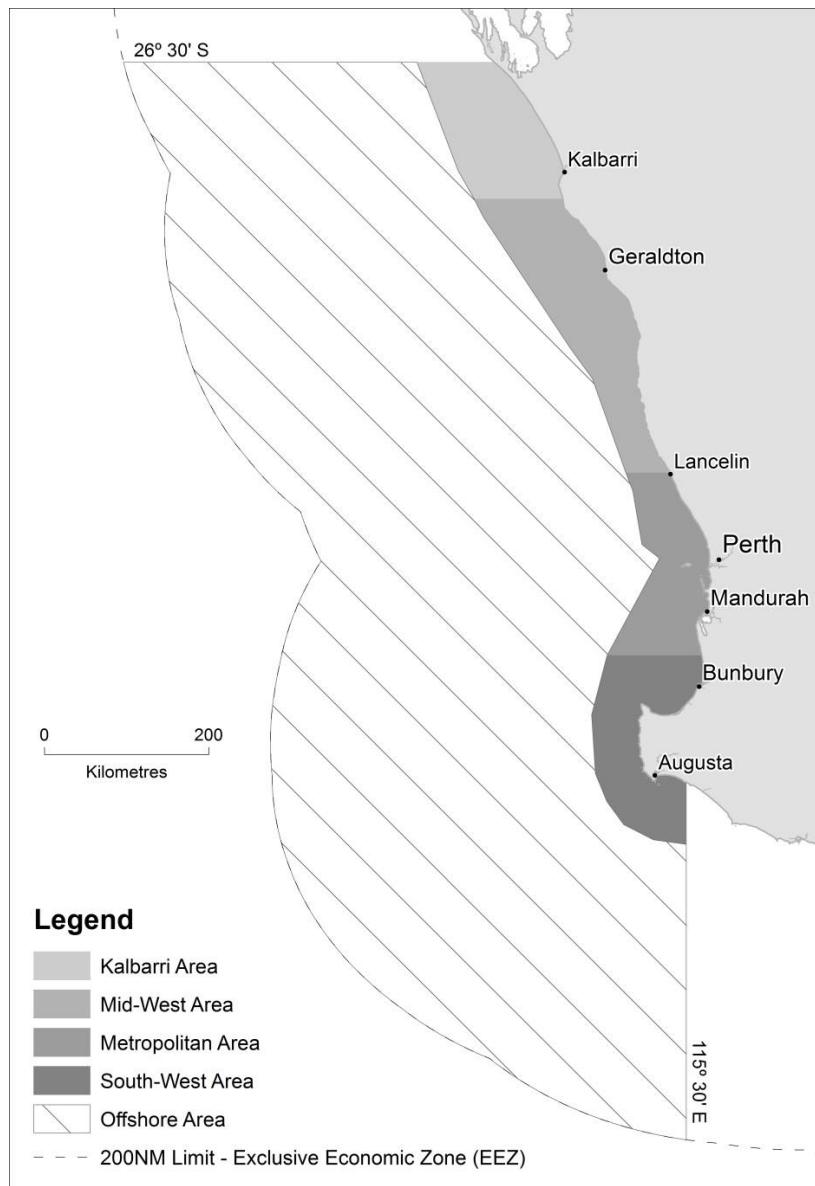 26º 30' S
Kalbarri
Geraldton
Lancelin
Perth
Mandurah
Bunbury
0 200
Kilometres
Augusta
Legend
Kalbarri Area
Mid-West Area
Metropolitan Area
South-West Area
Offshore Area
200NM Limit - Exclusive Economic Zone (EEZ)
115º 30' E